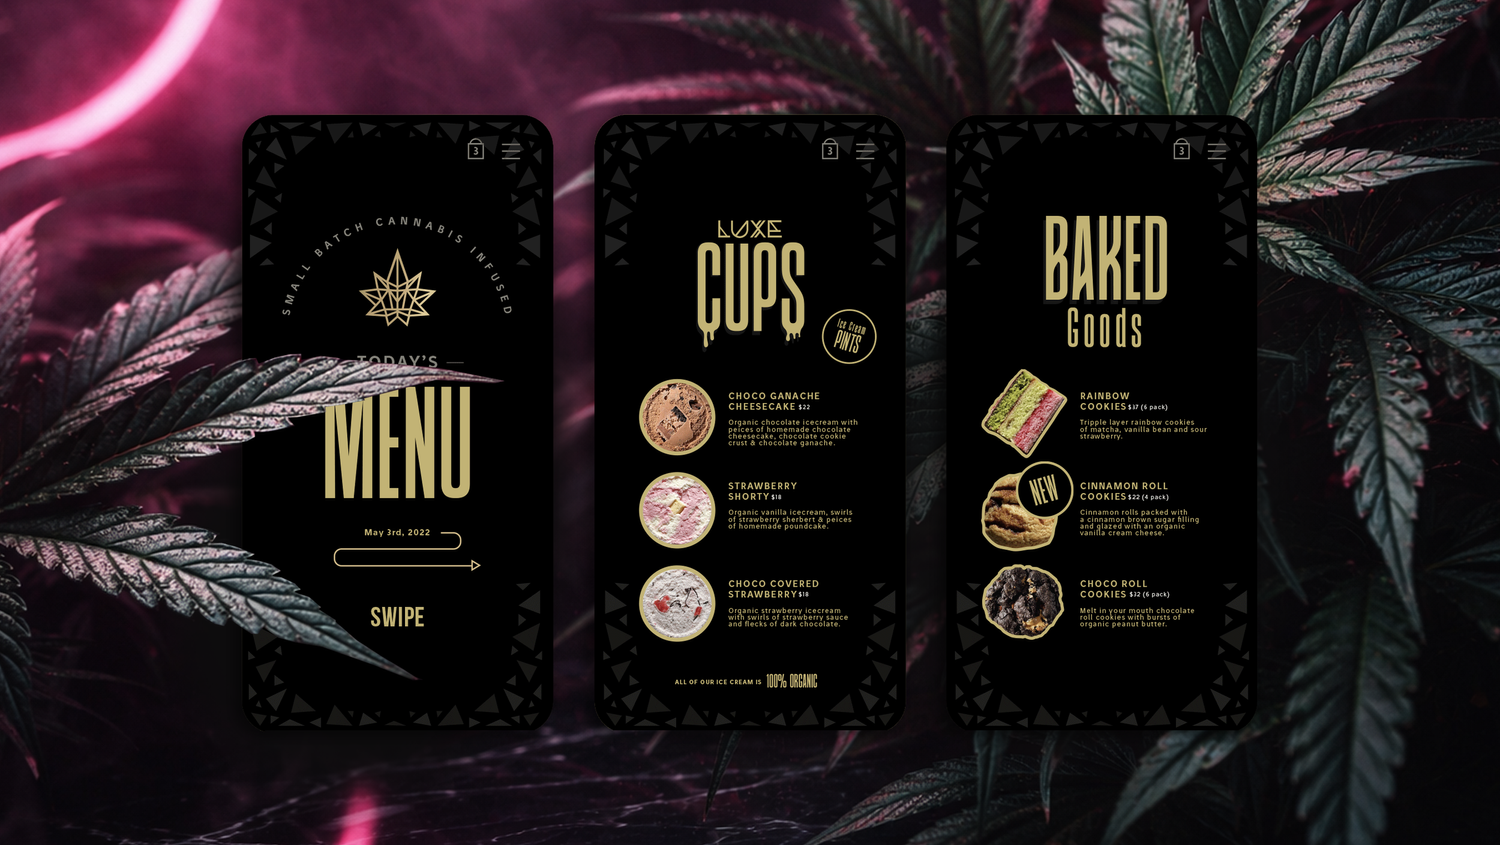 3
SMALL BATCH CANNABIS INFUSED
TODAY'S
MENU
May 3rd, 2022
SWIPE
3
LUXE
CUPS
Ice Cream
PINTS
CHOCO GANACHE
CHEESECAKE $22
Organic chocolate icecream with
peices of homemade chocolate
cheesecake, chocolate cookie
crust & chocolate ganache.
STRAWBERRY
SHORTY $18
Organic vanilla icecream, swirls
of strawberry sherbert & peices
of homemade poundcake.
CHOCO COVERED
STRAWBERRY $18
Organic strawberry icecream
with swirls of strawberry sauce
and flecks of dark chocolate.
ALL OF OUR ICE CREAM IS 100% ORGANIC
3
BAKED
Goods
RAINBOW
COOKIES $37 (6 pack)
Tripple layer rainbow cookies
of matcha, vanilla bean and sour
strawberry.
NEW
CINNAMON ROLL
COOKIES $22 (4 pack)
Cinnamon rolls packed with
a cinnamon brown sugar filling
and glazed with an organic
vanilla cream cheese.
CHOCO ROLL
COOKIES $32 (6 pack)
Melt in your mouth chocolate
roll cookies with bursts of
organic peanut butter.